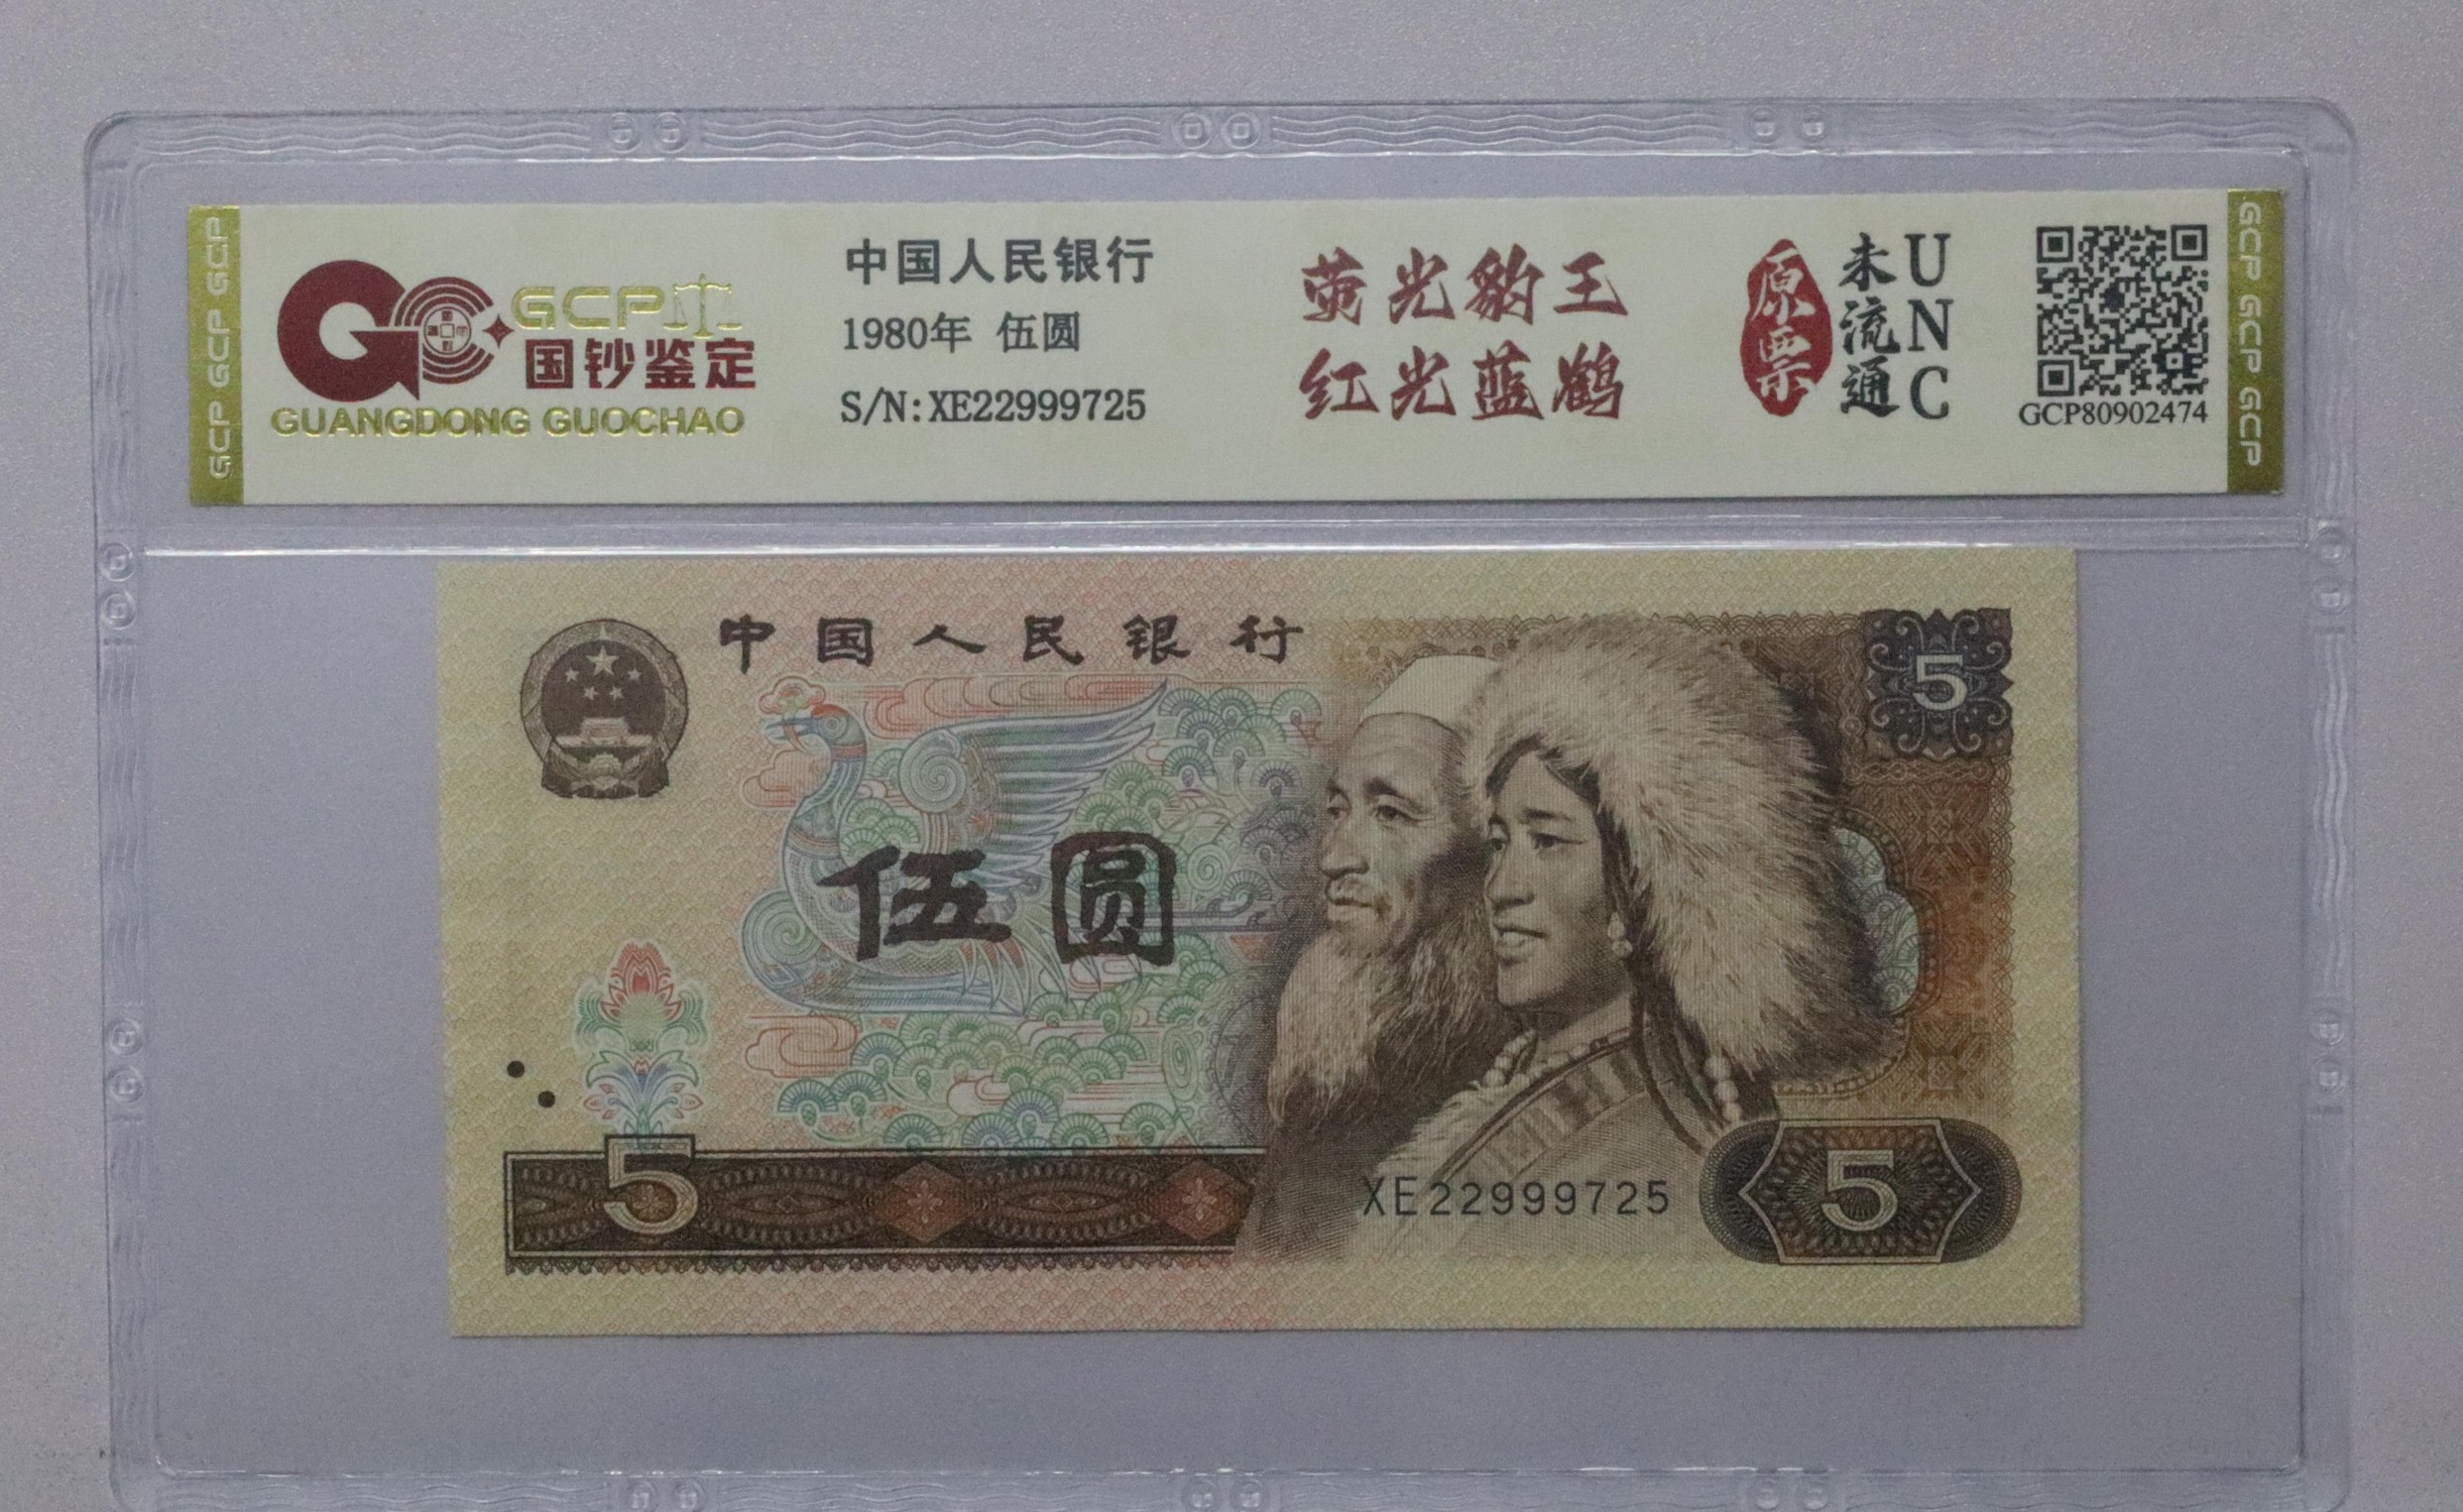 GCP GCP GCP
GCP
国钞鉴定
GUANGDONG GUOCHAO
中国人民银行
1980年 伍圆
S/N:XE22999725
荧光豹王
红光蓝鹤
原票
未流通
UNC
GCP80902474
GCP GCP GCP
中国人民银行
5
伍圆
5
XE22999725
5